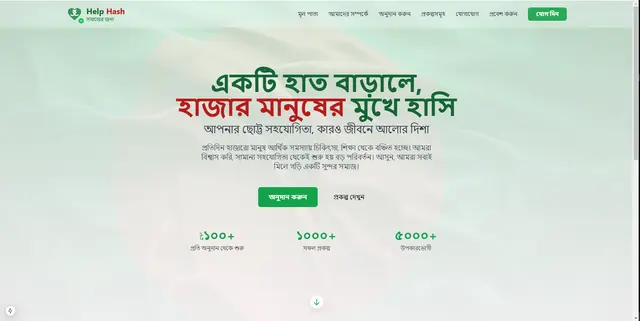 Help Hash
সবার জন্য
মূল পাতা
আমাদের সম্পর্কে
অনুদান করুন
প্রকল্পসমূহ
যোগাযোগ
প্রবেশ করুন
যোগ দিন
একটি হাত বাড়ালে,
হাজার মানুষের মুখে হাসি
আপনার ছোট্ট সহযোগিতা, কারও জীবনে আলোর দিশা
প্রতিদিন হাজারো মানুষ আর্থিক সমস্যায় চিকিৎসা, শিক্ষা থেকে বঞ্চিত হচ্ছে। আমরা
বিশ্বাস করি, সামান্য সহযোগিতা থেকেই শুরু হয় বড় পরিবর্তন। আসুন, আমরা সবাই
মিলে গড়ি একটি সুন্দর সমাজ।
অনুদান করুন
প্রকল্প দেখুন
৳১০০+
১০০০+
৫০০০+
প্রতি অনুদান থেকে শুরু
সফল প্রকল্প
উপকারভোগী